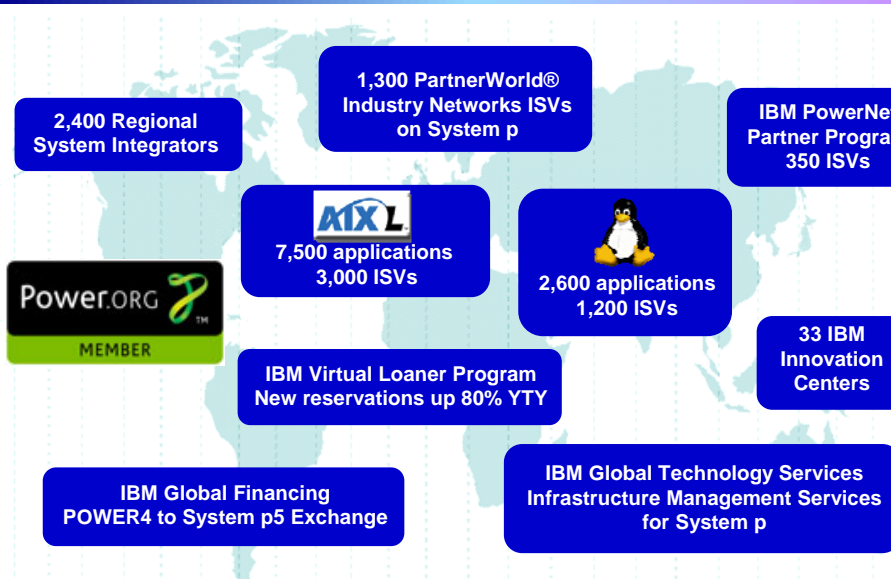 1,300 PartnerWorld®
Industry Networks ISVs
on System p
2,400 Regional
System Integrators
IBM PowerNe
Partner Progra
350 ISVs
AIX L
7,500 applications
3,000 ISVs
2,600 applications
1,200 ISVs
Power.ORG
TM
MEMBER
33 IBM
Innovation
Centers
IBM Virtual Loaner Program
New reservations up 80% YTY
IBM Global Financing
POWER4 to System p5 Exchange
IBM Global Technology Services
Infrastructure Management Services
for System p